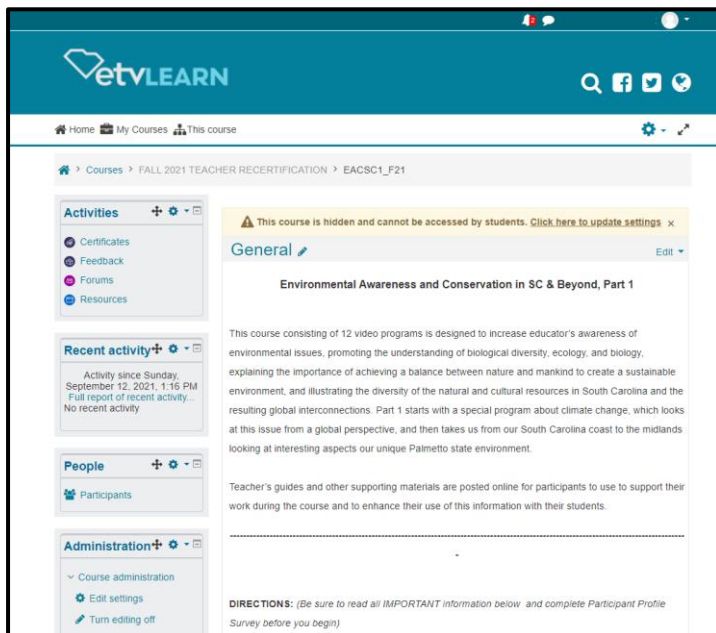 2
etvLEARN
Home My Courses This course
Courses > FALL 2021 TEACHER RECERTIFICATION > EACSC1_F21
Activities
Certificates
Feedback
Forums
Resources
Recent activity
Activity since Sunday,
September 12, 2021, 1:16 PM
Full report of recent activity...
No recent activity
People
Participants
Administration
Course administration
Edit settings
Turn editing off
This course is hidden and cannot be accessed by students. Click here to update settings ×
General Edit
Environmental Awareness and Conservation in SC & Beyond, Part 1
This course consisting of 12 video programs is designed to increase educator's awareness of
environmental issues, promoting the understanding of biological diversity, ecology, and biology,
explaining the importance of achieving a balance between nature and mankind to create a sustainable
environment, and illustrating the diversity of the natural and cultural resources in South Carolina and the
resulting global interconnections. Part 1 starts with a special program about climate change, which looks
at this issue from a global perspective, and then takes us from our South Carolina coast to the midlands
looking at interesting aspects our unique Palmetto state environment.
Teacher's guides and other supporting materials are posted online for participants to use to support their
work during the course and to enhance their use of this information with their students.
DIRECTIONS: (Be sure to read all IMPORTANT information below and complete Participant Profile
Survey before you begin)